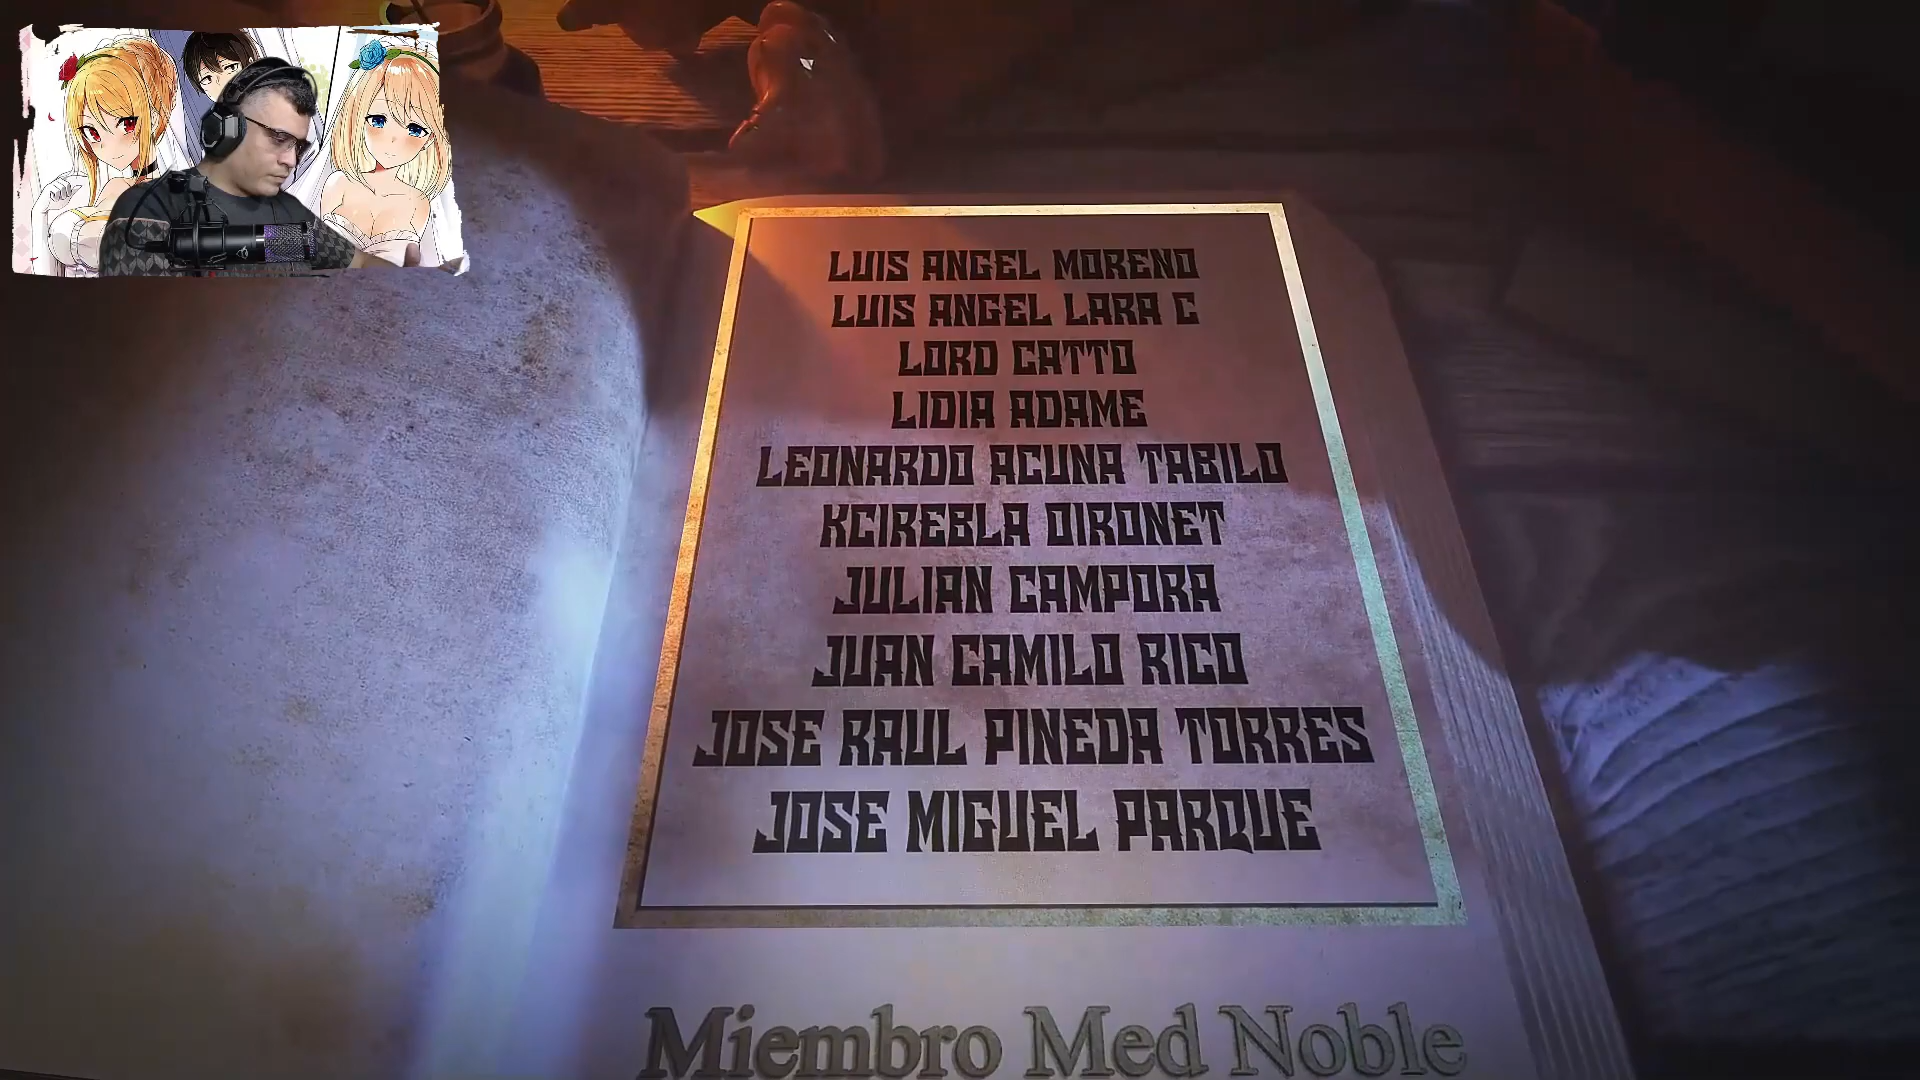 LUIS ANGEL MORENO
LUIS ANGEL LARA C
LORD CATTO
LIDIA ADAME
LEONARDO ACUNA TABILO
KCIREBLA OIRONET
JULIAN CAMPORA
JUAN CAMILO RICO
JOSE RAUL PINEDA TORRES
JOSE MIGUEL PARQUE
Miembro Med Noble